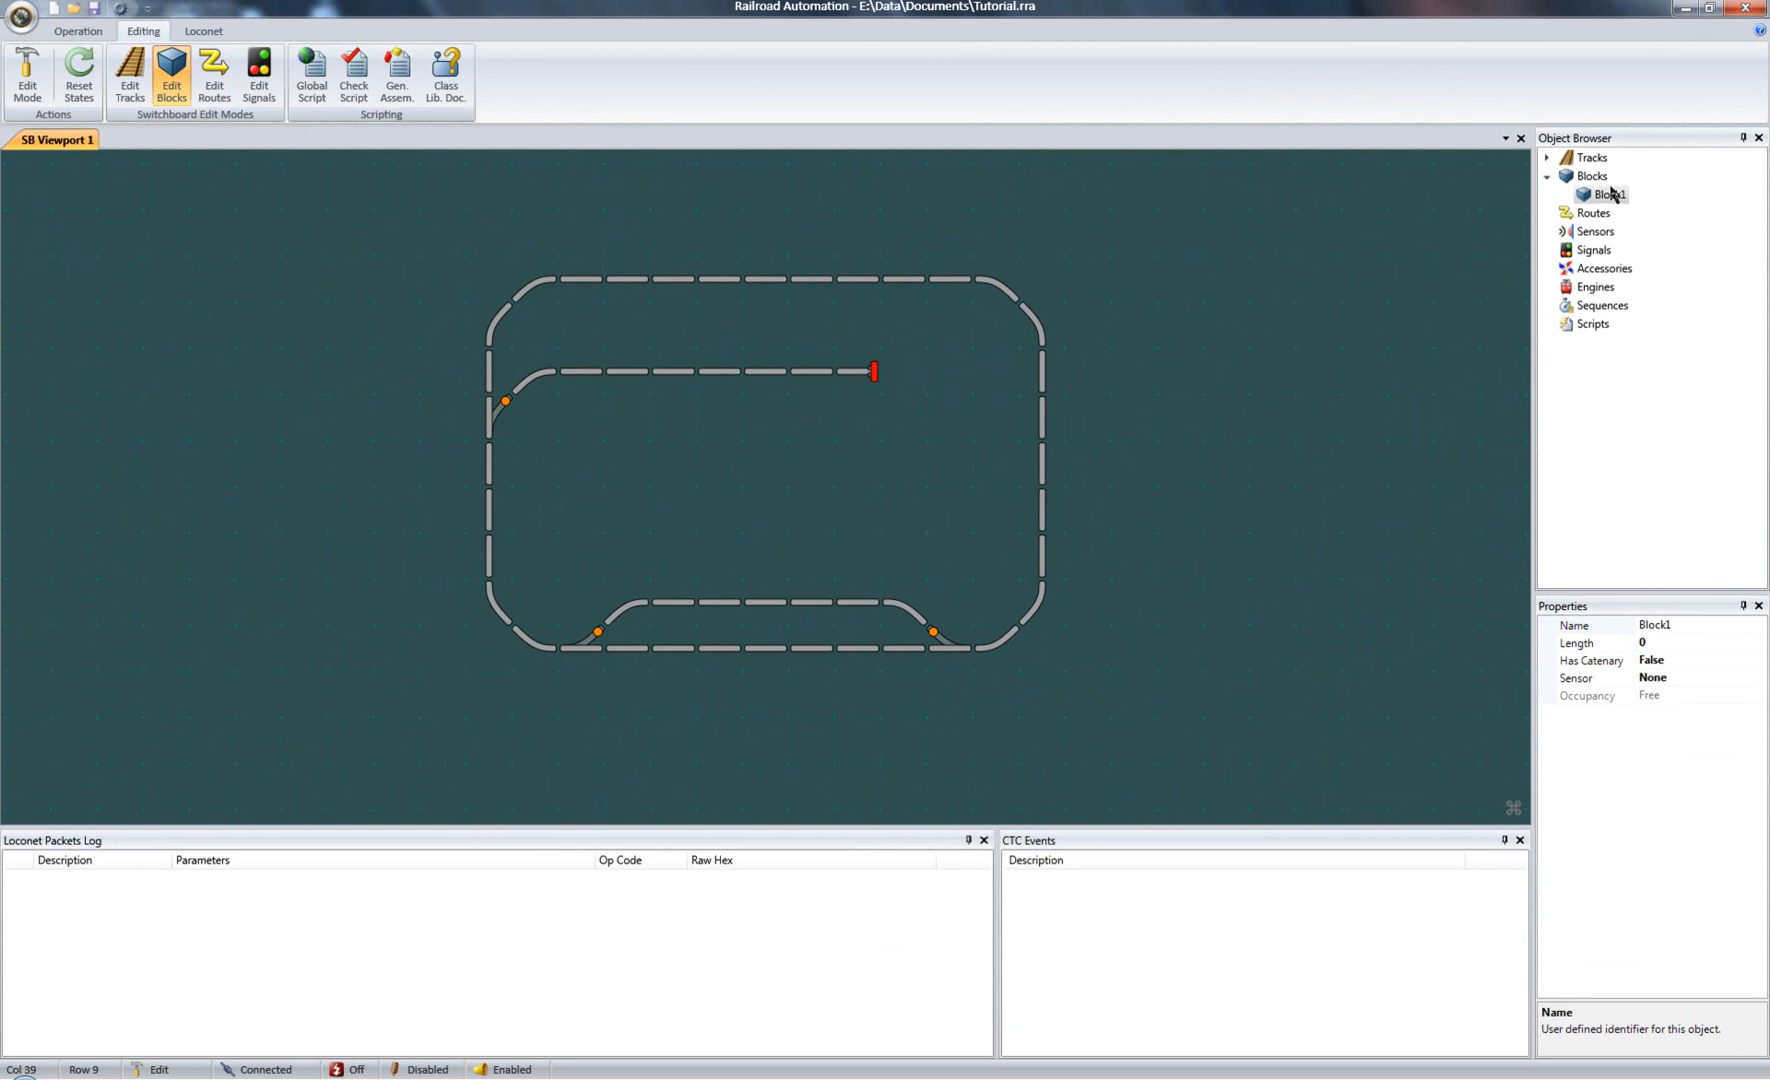 Railroad Automation - E:\Data\Documents\Tutorial.rra
Operation Editing Loconet
Edit Mode
Reset States
Edit Tracks
Edit Blocks
Edit Routes
Edit Signals
Global Script
Check Script
Gen. Assem.
Class Lib. Doc.
Actions Switchboard Edit Modes Scripting
SB Viewport 1
Object Browser
Tracks
Blocks
Block1
Routes
Sensors
Signals
Accessories
Engines
Sequences
Scripts
Properties
Name Block1
Length 0
Has Catenary False
Sensor None
Occupancy Free
Name
User defined identifier for this object.
Loconet Packets Log
Description Parameters Op Code Raw Hex
CTC Events
Description
Col 39 Row 9 Edit Connected Off Disabled Enabled